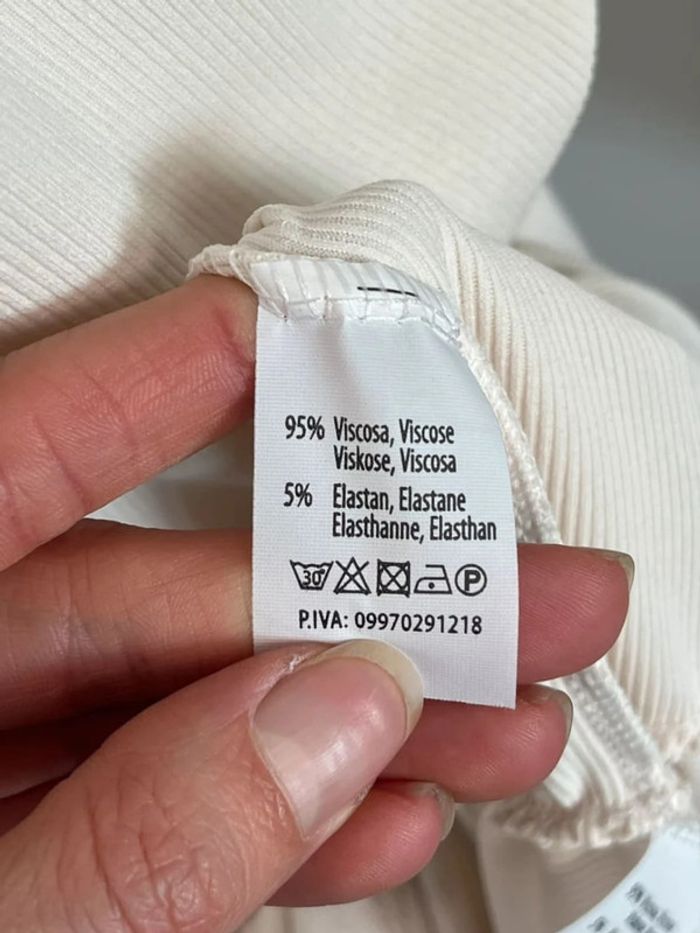 95% Viscosa, Viscose
Viskose, Viscosa
5% Elastan, Elastane
Elasthanne, Elasthan
30° P
P.IVA: 09970291218